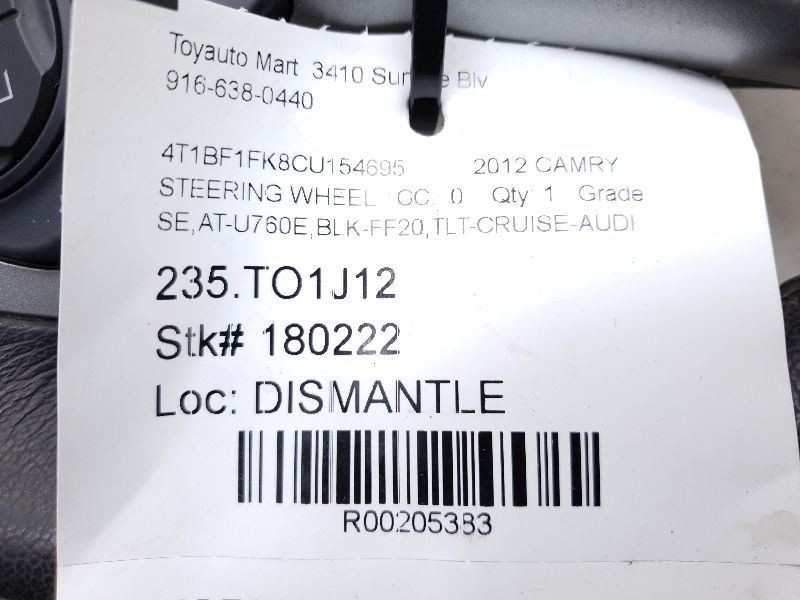 Toyauto Mart 3410 Blv
916-638-0440
4T1BF1FK8CU154695 2012 CAMRY
STEERING WHEEL CC: 0 Qty 1 Grade
SE,AT-U760E,BLK-FF20,TLT-CRUISE-AUDI
235.TO1J12
Stk# 180222
Loc: DISMANTLE
R00205383